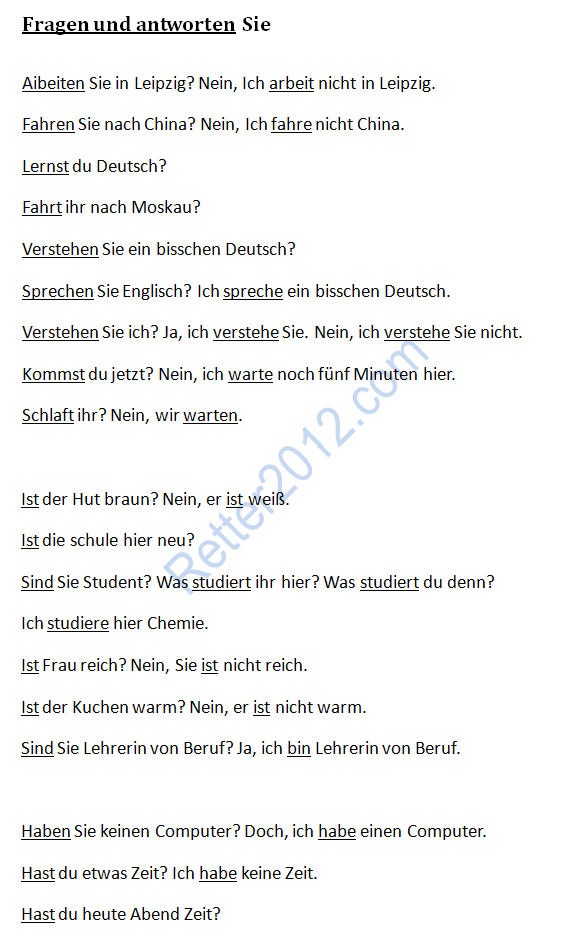 Fragen und antworten Sie
Aibeiten Sie in Leipzig? Nein, Ich arbeit nicht in Leipzig.
Fahren Sie nach China? Nein, Ich fahre nicht China.
Lernst du Deutsch?
Fahrt ihr nach Moskau?
Verstehen Sie ein bisschen Deutsch?
Sprechen Sie Englisch? Ich spreche ein bisschen Deutsch.
Verstehen Sie ich? Ja, ich verstehe Sie. Nein, ich verstehe Sie nicht.
Kommst du jetzt? Nein, ich warte noch fünf Minuten hier.
Schlaft ihr? Nein, wir warten.
Retter2012.com
Ist der Hut braun? Nein, er ist weiß.
Ist die schule hier neu?
Sind Sie Student? Was studiert ihr hier? Was studiert du denn?
Ich studiere hier Chemie.
Ist Frau reich? Nein, Sie ist nicht reich.
Ist der Kuchen warm? Nein, er ist nicht warm.
Sind Sie Lehrerin von Beruf? Ja, ich bin Lehrerin von Beruf.
Haben Sie keinen Computer? Doch, ich habe einen Computer.
Hast du etwas Zeit? Ich habe keine Zeit.
Hast du heute Abend Zeit?